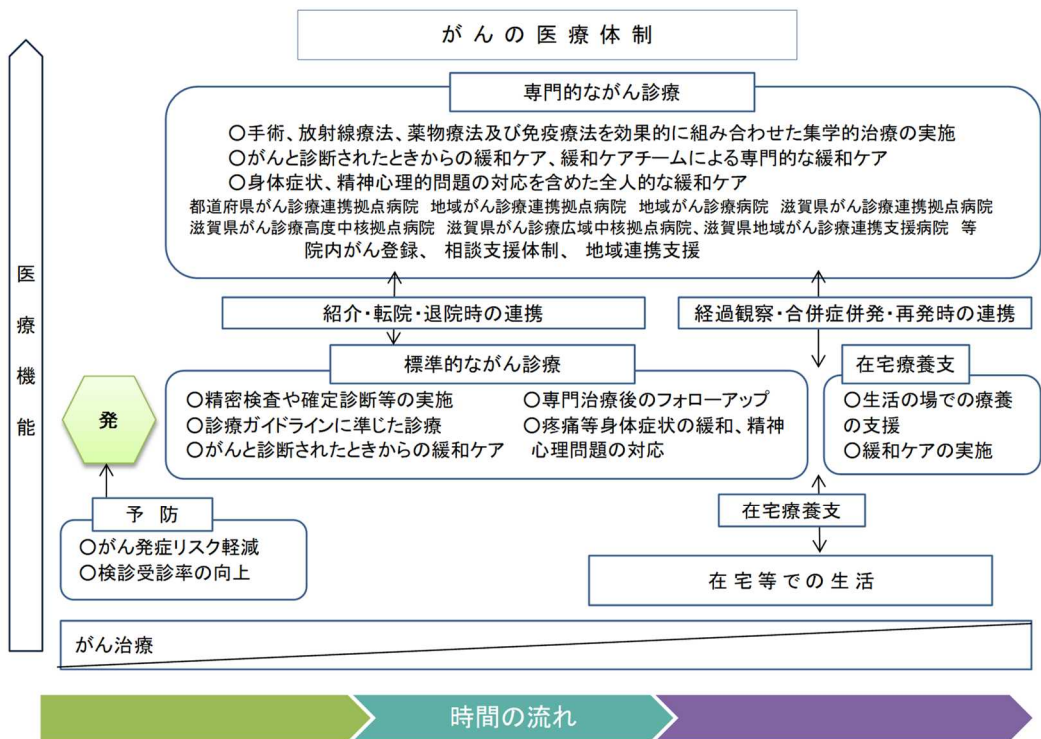 がんの医療体制
専門的ながん診療
〇手術、放射線療法、薬物療法及び免疫療法を効果的に組み合わせた集学的治療の実施
〇がんと診断されたときからの緩和ケア、緩和ケアチームによる専門的な緩和ケア
〇身体症状、精神心理的問題の対応を含めた全人的な緩和ケア
都道府県がん診療連携拠点病院 地域がん診療連携拠点病院 地域がん診療病院 滋賀県がん診療連携拠点病院
滋賀県がん診療高度中核拠点病院 滋賀県がん診療広域中核拠点病院、滋賀県地域がん診療連携支援病院 等
院内がん登録、 相談支援体制、 地域連携支援
医療機能
紹介・転院・退院時の連携
経過観察・合併症併発・再発時の連携
標準的ながん診療
〇精密検査や確定診断等の実施
〇診療ガイドラインに準じた診療
〇がんと診断されたときからの緩和ケア
〇専門治療後のフォローアップ
〇疼痛等身体症状の緩和、精神
心理問題の対応
在宅療養支
〇生活の場での療養
の支援
〇緩和ケアの実施
発
予 防
〇がん発症リスク軽減
〇検診受診率の向上
在宅療養支
在宅等での生活
がん治療
時間の流れ